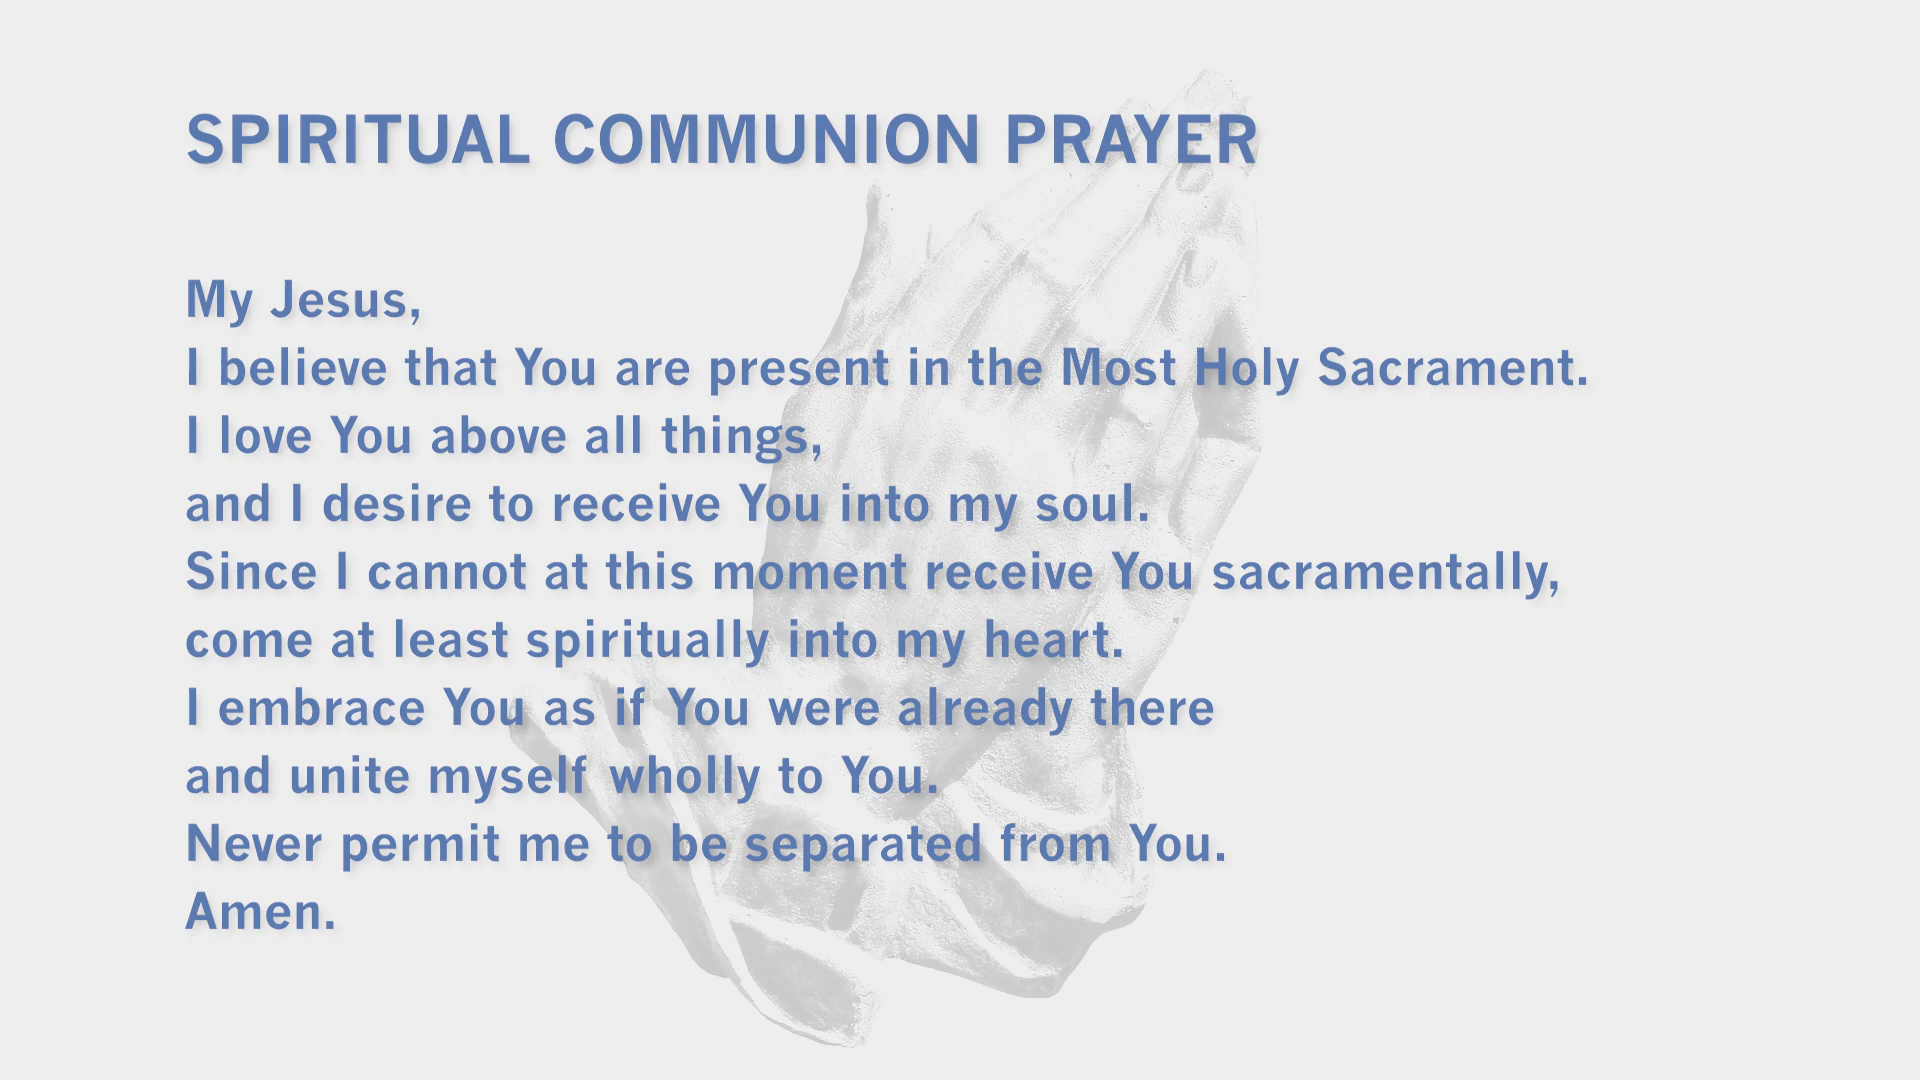 SPIRITUAL COMMUNION PRAYER
My Jesus,
I believe that You are present in the Most Holy Sacrament.
I love You above all things,
and I desire to receive You into my soul.
Since I cannot at this moment receive You sacramentally,
come at least spiritually into my heart.
I embrace You as if You were already there
and unite myself wholly to You.
Never permit me to be separated from You.
Amen.